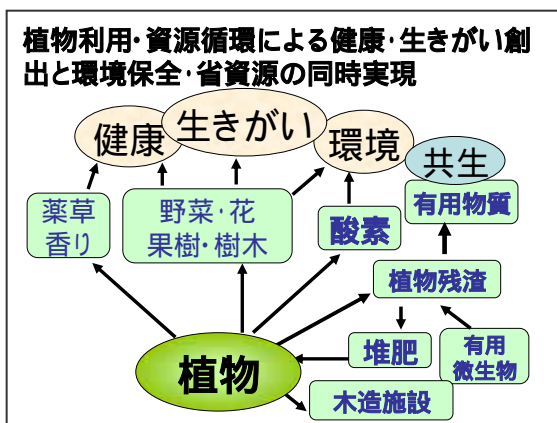 植物利用・資源循環による健康・生きがい創
出と環境保全・省資源の同時実現
健康
生きがい
環境
共生
薬草
香り
野菜・花
果樹・樹木
酸素
有用物質
植物残渣
植物
堆肥
有用
微生物
木造施設